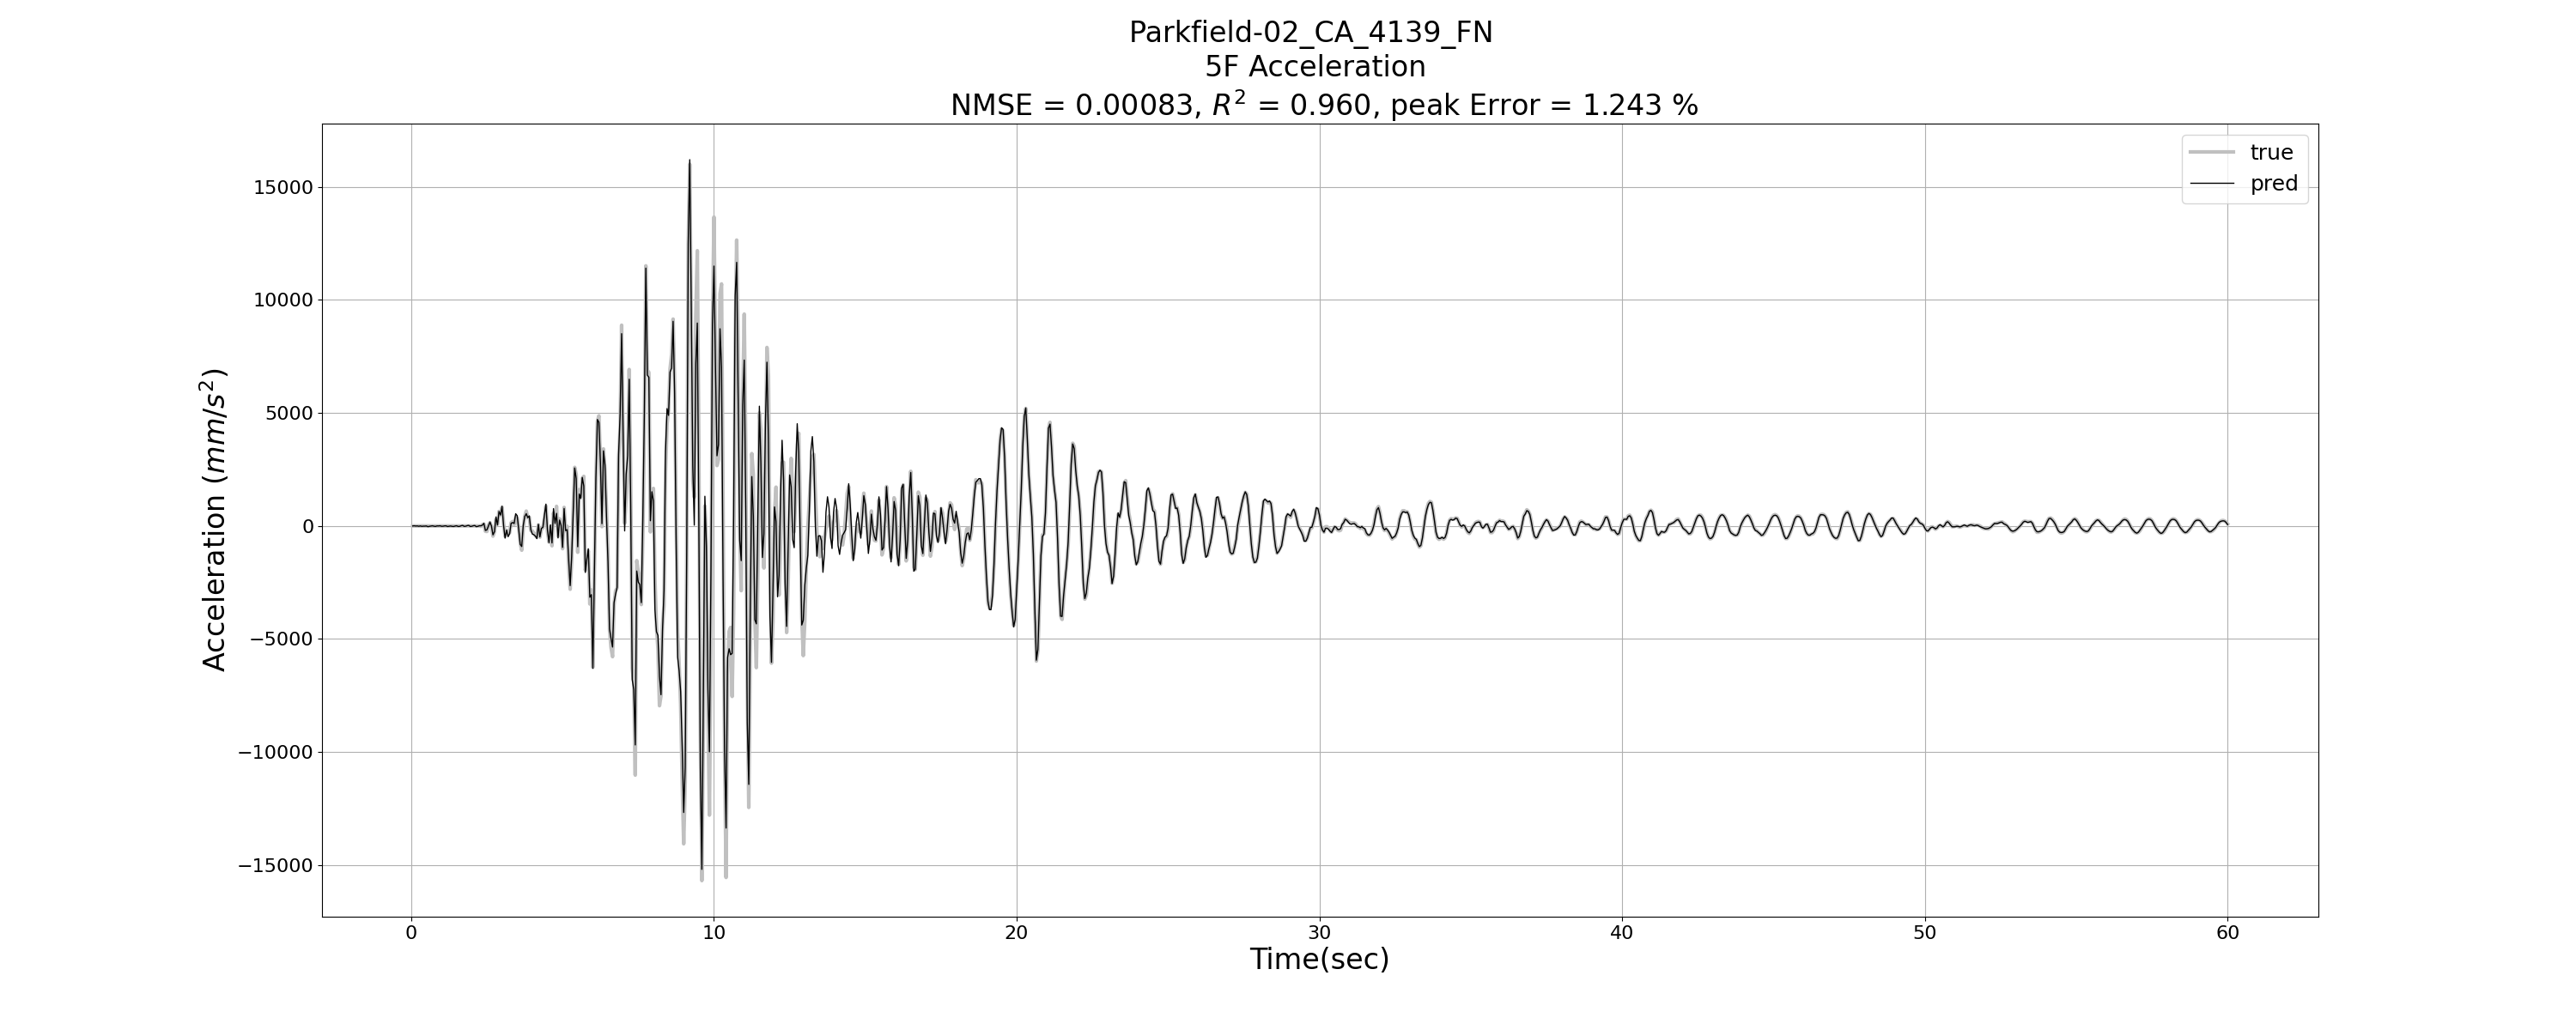 Parkfield-02_CA_4139_FN
5F Acceleration
NMSE = 0.00083, R² = 0.960, peak Error = 1.243 %
true
pred
15000
10000
5000
0
−5000
−10000
−15000
Acceleration (mm/s²)
0 10 20 30 40 50 60
Time(sec)